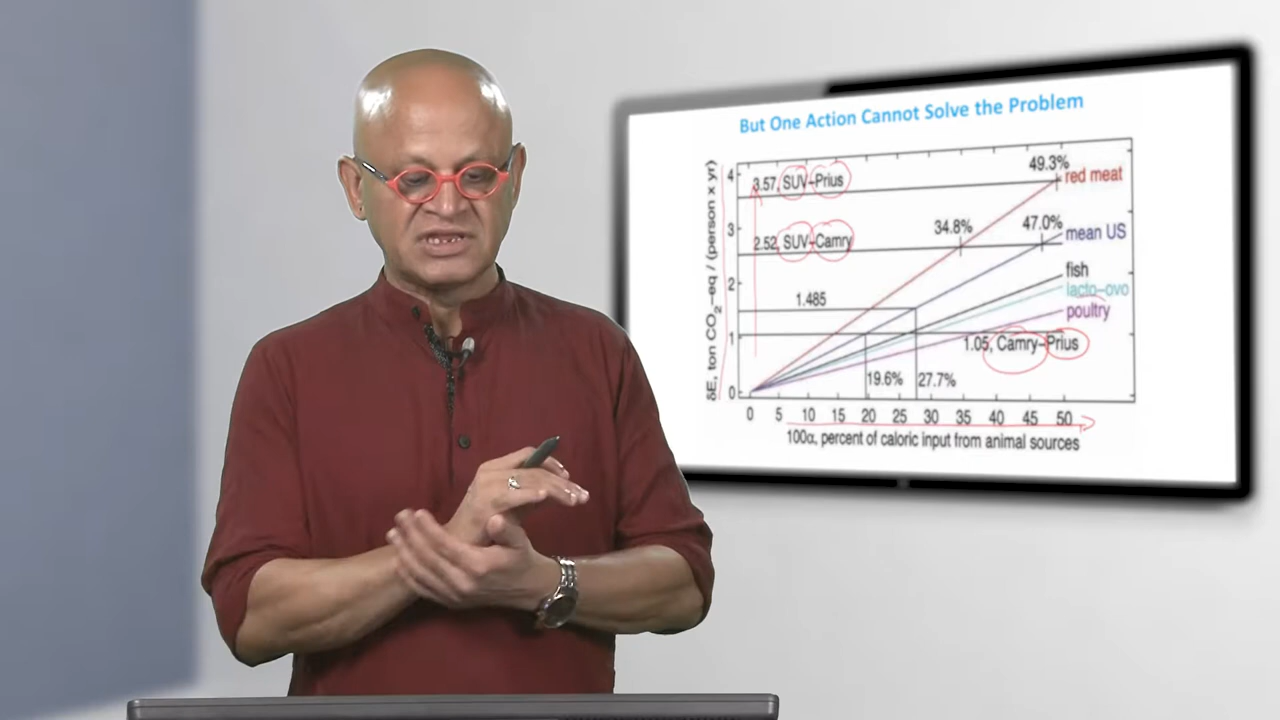 But One Action Cannot Solve the Problem
δE, ton CO2-eq / (person x yr)
4
3
2
1
0
3.57, SUV-Prius
49.3%
red meat
2.52, SUV-Camry
34.8%
47.0%
mean US
fish
lacto-ovo
poultry
1.485
1.05, Camry-Prius
19.6%
27.7%
0 5 10 15 20 25 30 35 40 45 50
100α, percent of caloric input from animal sources